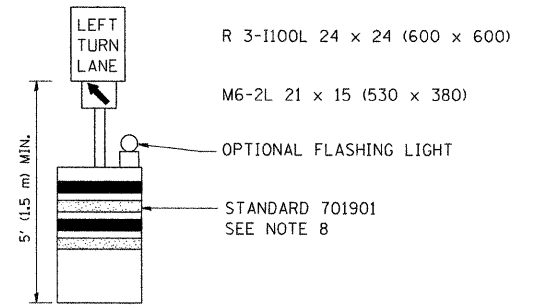 LEFT
TURN
LANE
R 3-I100L 24 x 24 (600 x 600)
M6-2L 21 x 15 (530 x 380)
OPTIONAL FLASHING LIGHT
5' (1.5 m) MIN.
STANDARD 701901
SEE NOTE 8